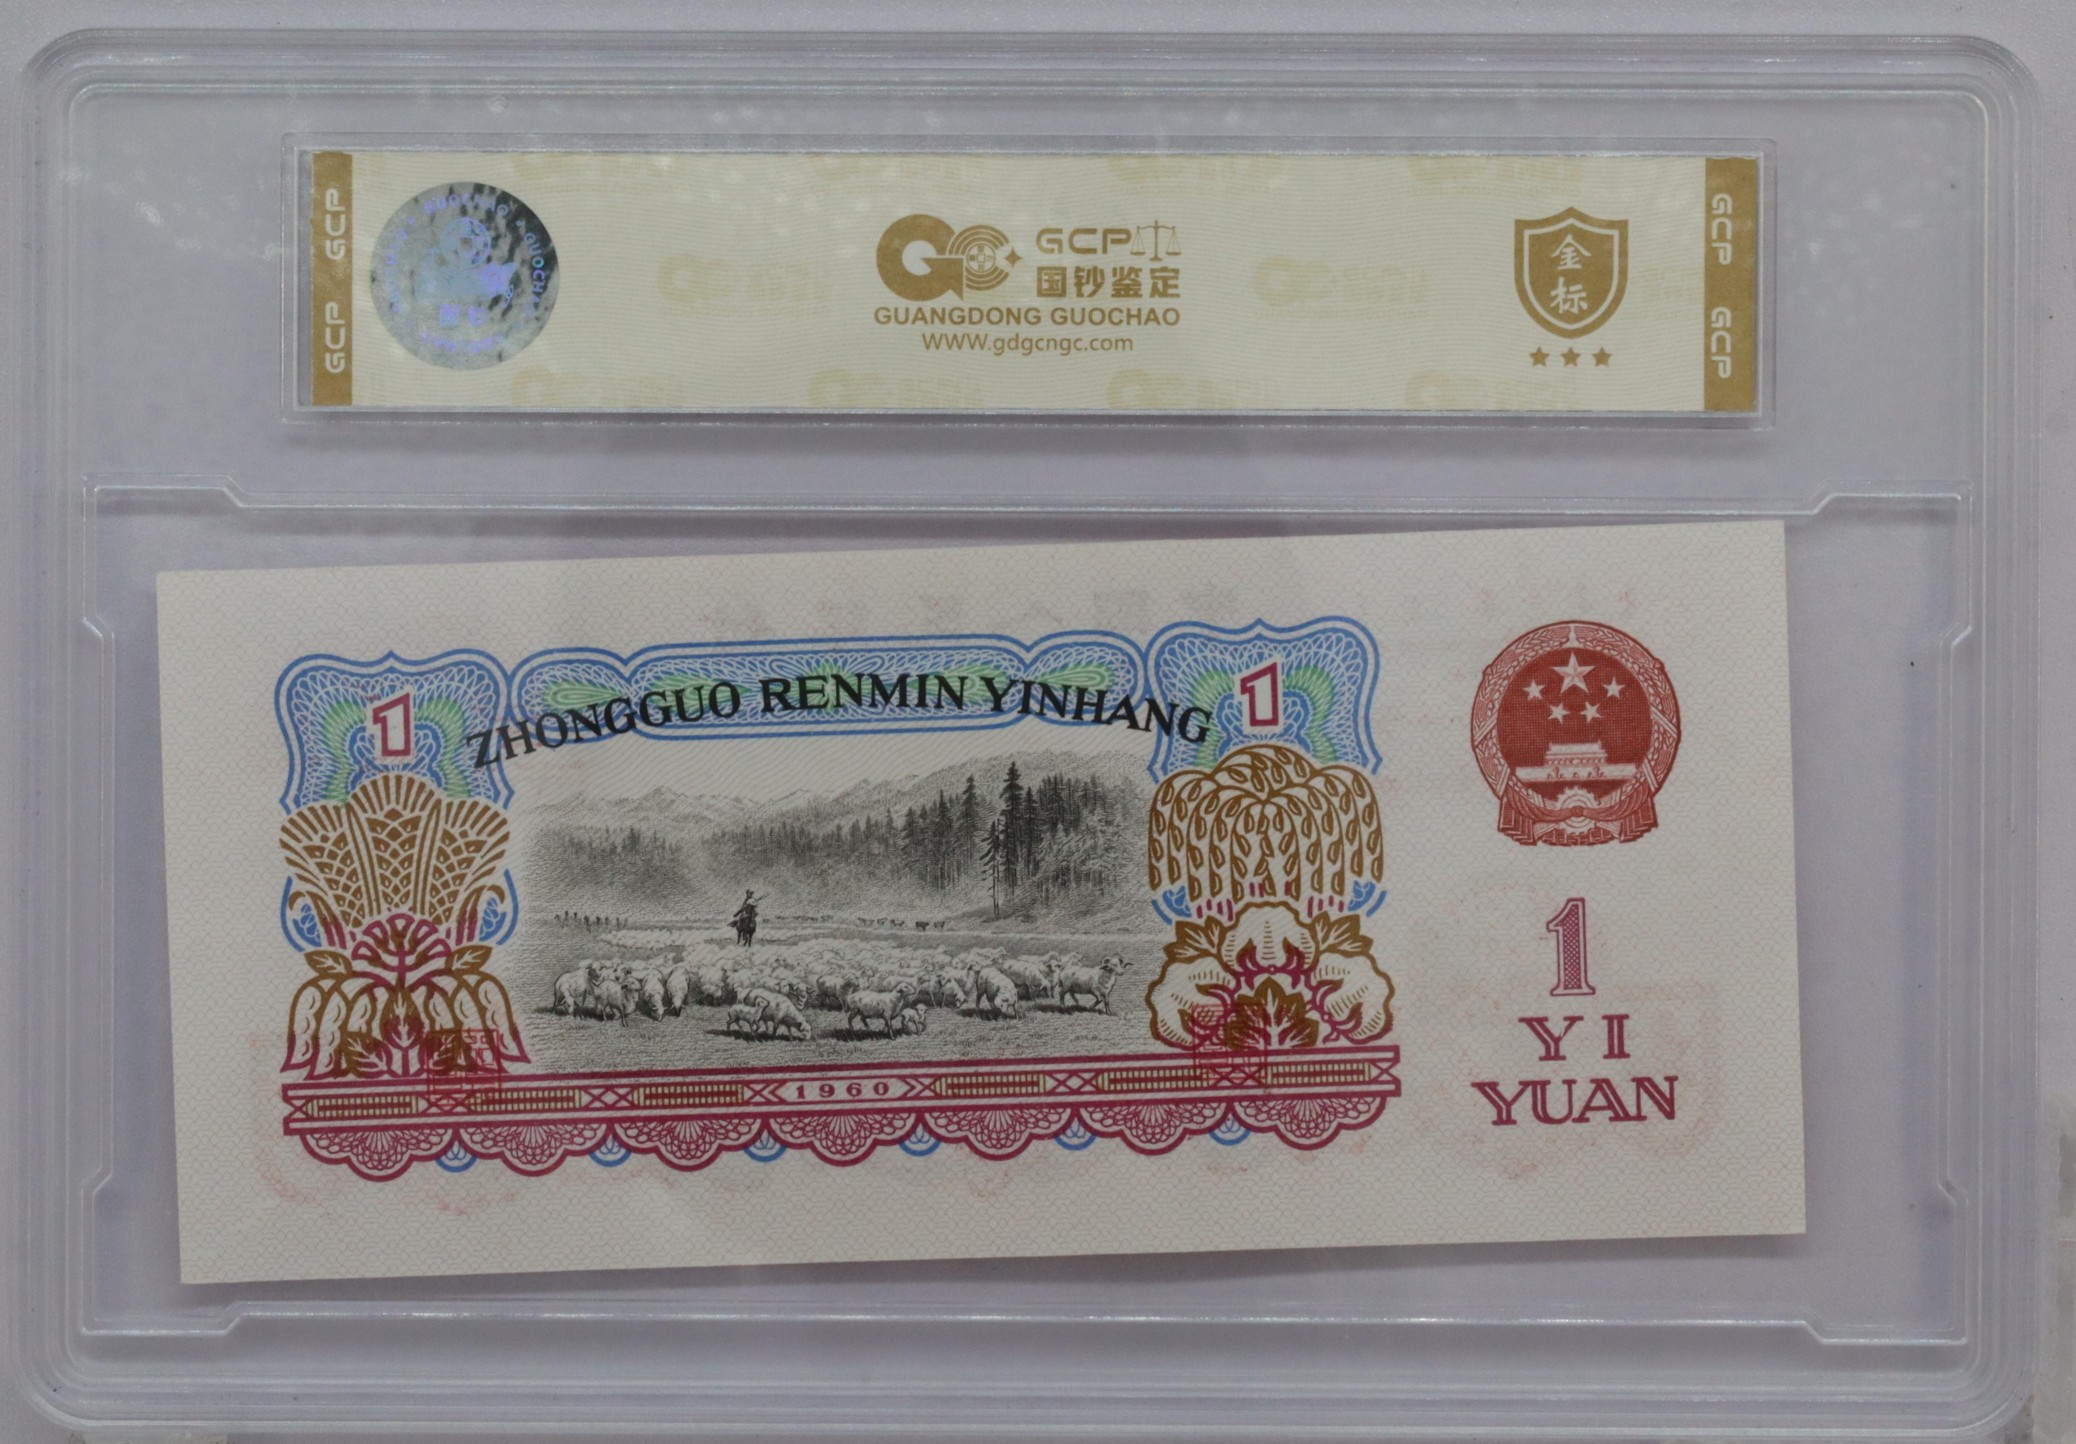 GCP GCP
GCP
国钞鉴定
GUANGDONG GUOCHAO
WWW.gdgcngc.com
金标
GCP GCP
ZHONGGUO RENMIN YINHANG
1
1
1960
1
YI
YUAN